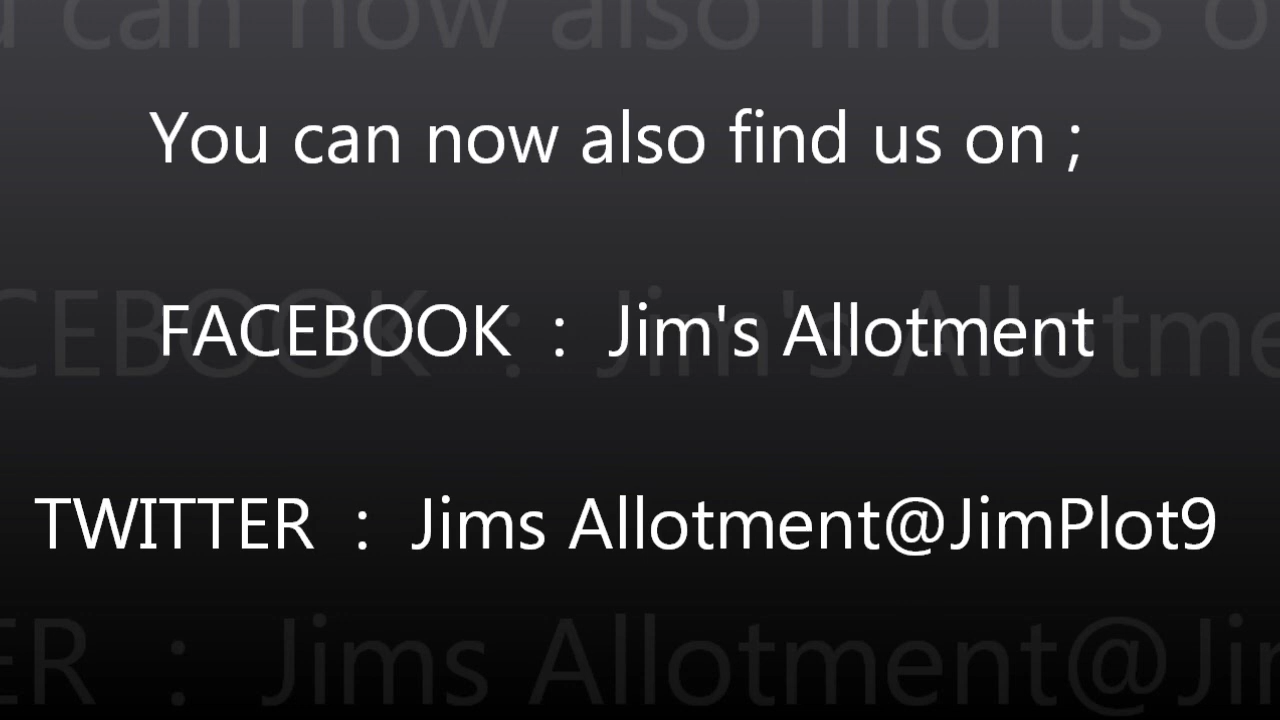 You can now also find us on ;
FACEBOOK : Jim's Allotment
TWITTER : Jims Allotment@JimPlot9